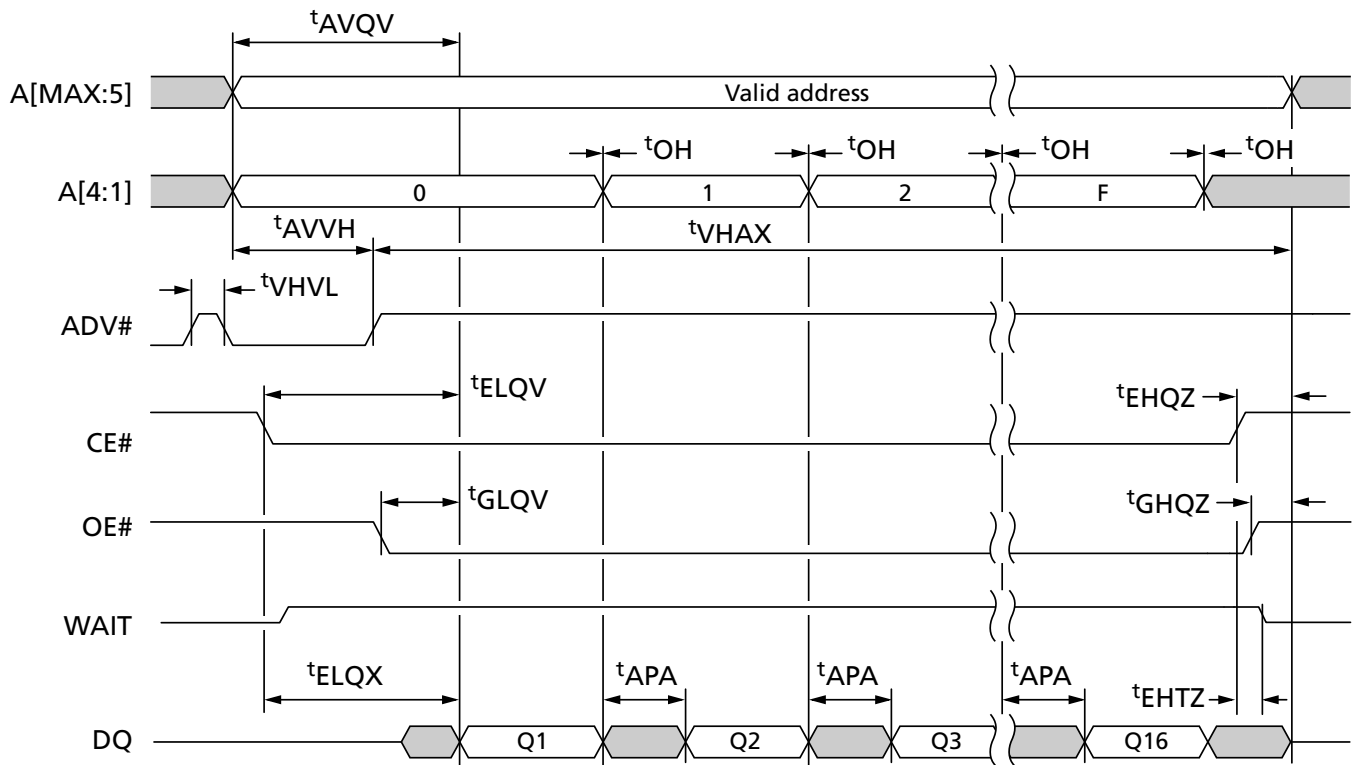 tAVQV
A[MAX:5]
Valid address
tOH
tOH
tOH
tOH
A[4:1]
0
1
2
F
tAVVH
tVHAX
tVHVL
ADV#
tELQV
tEHQZ
CE#
tGLQV
tGHQZ
OE#
WAIT
tELQX
tAPA
tAPA
tAPA
tEHTZ
DQ
Q1
Q2
Q3
Q16